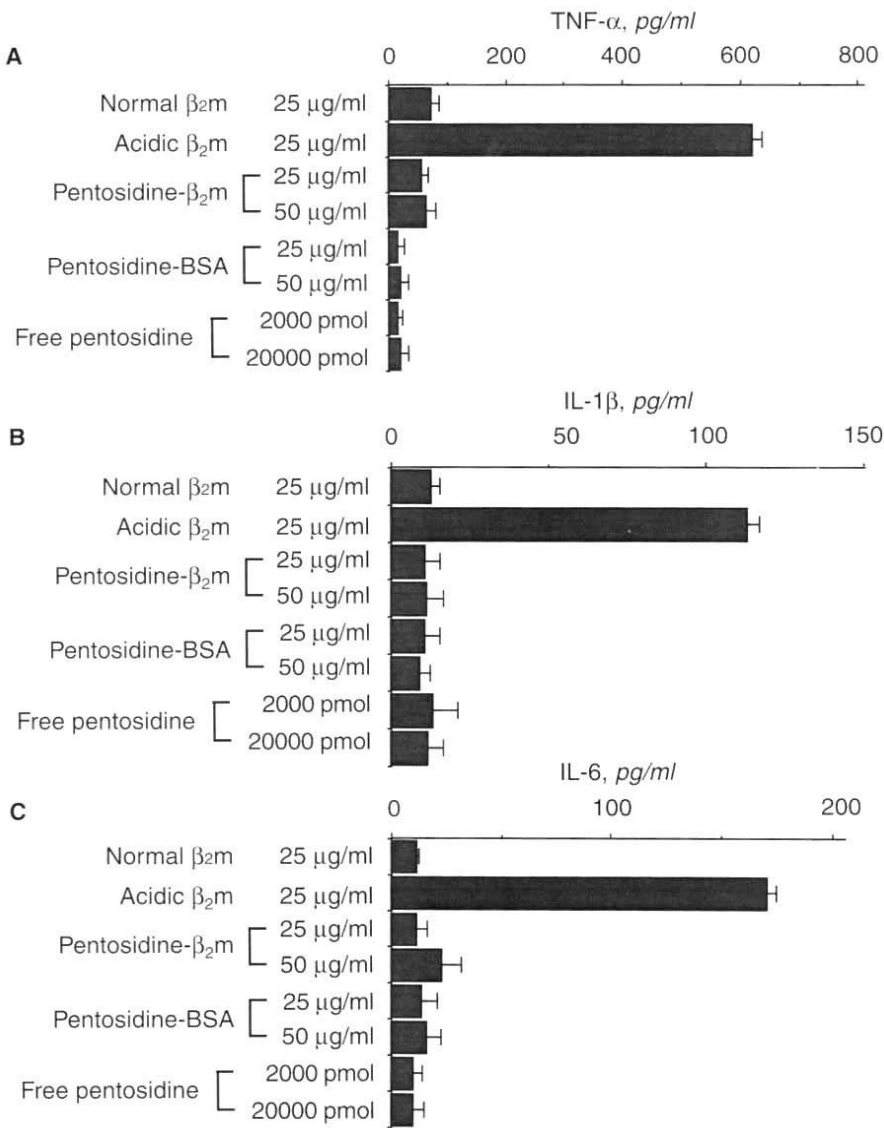 TNF-α, pg/ml
A
0 200 400 600 800
Normal β2m 25 μg/ml
Acidic β₂m 25 μg/ml
Pentosidine-β₂m 25 μg/ml
50 μg/ml
Pentosidine-BSA 25 μg/ml
50 μg/ml
Free pentosidine 2000 pmol
20000 pmol
IL-1β, pg/ml
B
0 50 100 150
Normal β2m 25 μg/ml
Acidic β₂m 25 μg/ml
Pentosidine-β₂m 25 μg/ml
50 μg/ml
Pentosidine-BSA 25 μg/ml
50 μg/ml
Free pentosidine 2000 pmol
20000 pmol
IL-6, pg/ml
C
0 100 200
Normal β2m 25 μg/ml
Acidic β₂m 25 μg/ml
Pentosidine-β₂m 25 μg/ml
50 μg/ml
Pentosidine-BSA 25 μg/ml
50 μg/ml
Free pentosidine 2000 pmol
20000 pmol